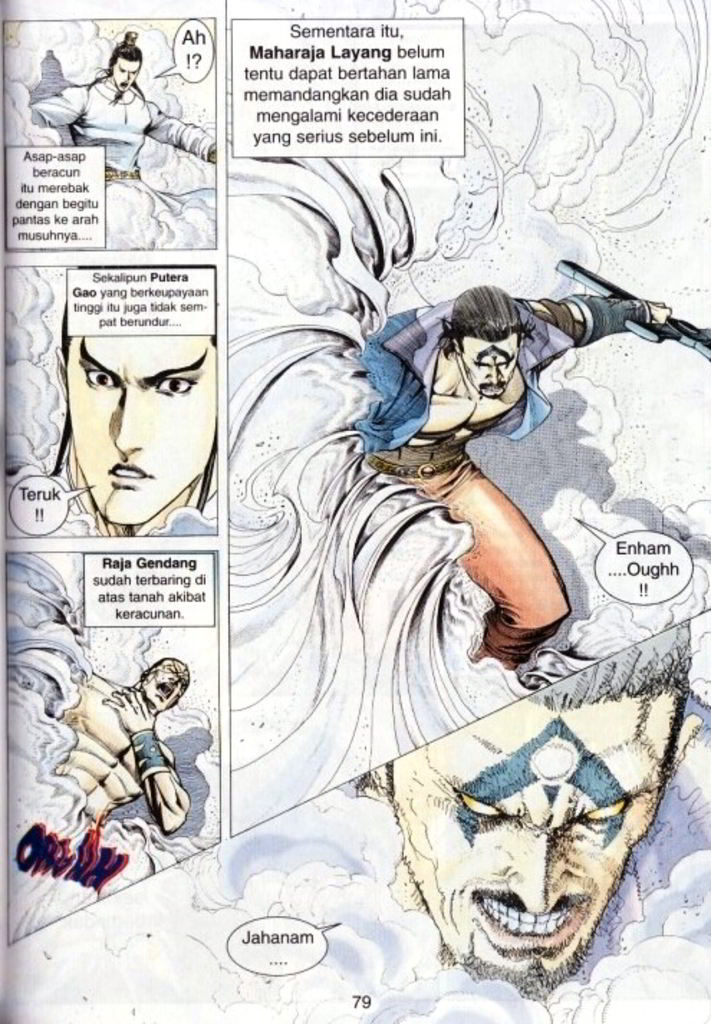 Ah
!?
Asap-asap
beracun
itu merebak
dengan begitu
pantas ke arah
musuhnya....
Sekalipun Putera
Gao yang berkeupayaan
tinggi itu juga tidak sem-
pat berundur....
Teruk
!!
Raja Gendang
sudah terbaring di
atas tanah akibat
keracunan.
Sementara itu,
Maharaja Layang belum
tentu dapat bertahan lama
memandangkan dia sudah
mengalami kecederaan
yang serius sebelum ini.
Enham
....Oughh
!!
Jahanam
....
79